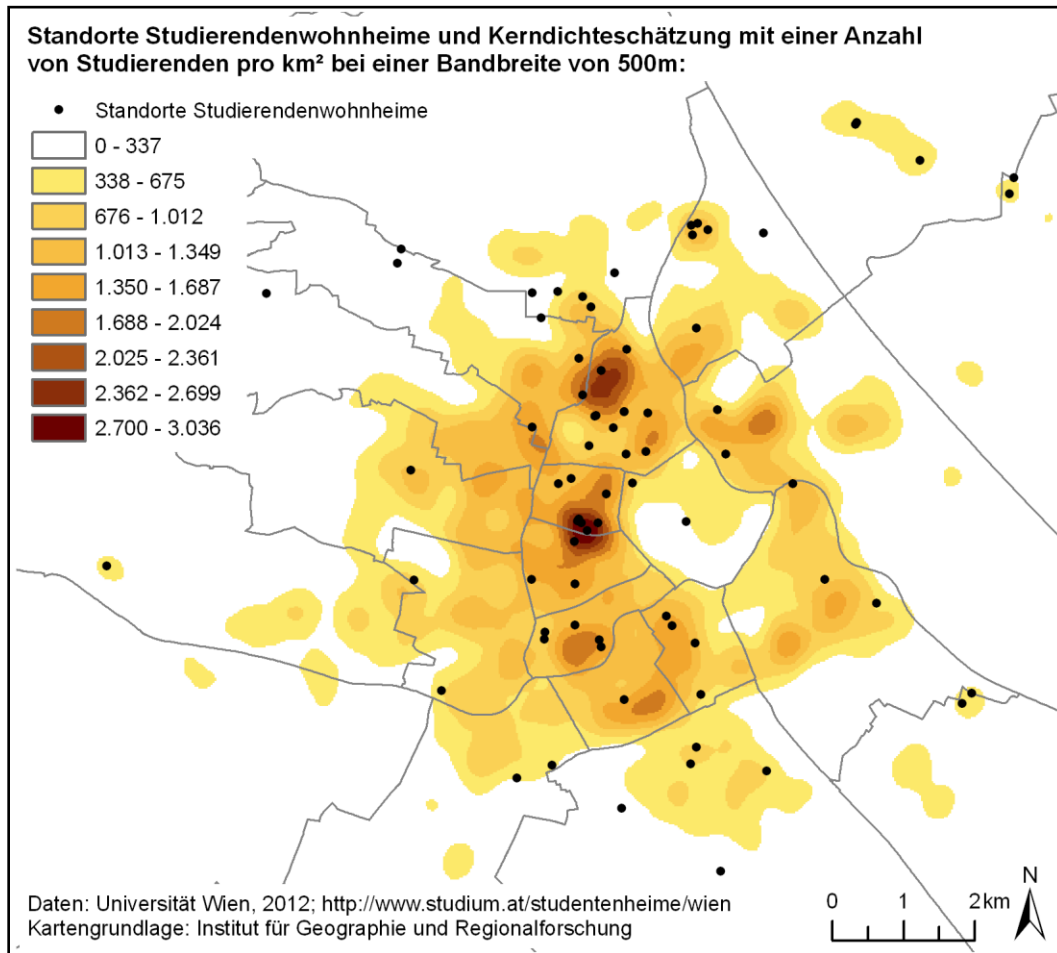 Standorte Studierendenwohnheime und Kerndichteschätzung mit einer Anzahl
von Studierenden pro km² bei einer Bandbreite von 500m:
Standorte Studierendenwohnheime
0 - 337
338 - 675
676 - 1.012
1.013 - 1.349
1.350 - 1.687
1.688 - 2.024
2.025 - 2.361
2.362 - 2.699
2.700 - 3.036
Daten: Universität Wien, 2012; http://www.studium.at/studentenheime/wien
Kartengrundlage: Institut für Geographie und Regionalforschung
0 1 2 km
N